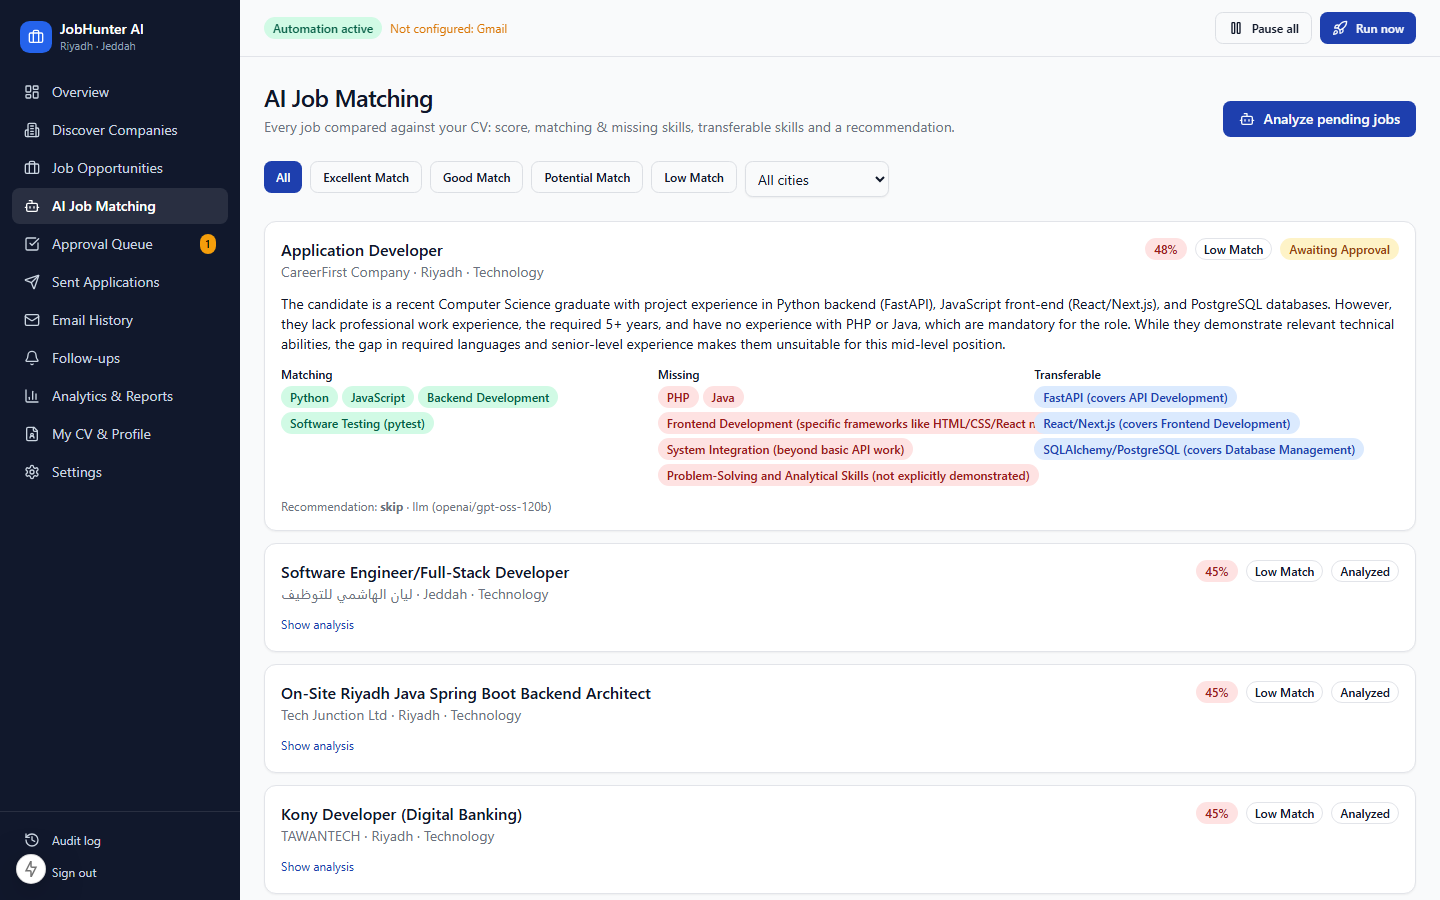 JobHunter AI
Riyadh · Jeddah
Overview
Discover Companies
Job Opportunities
AI Job Matching
Approval Queue 1
Sent Applications
Email History
Follow-ups
Analytics & Reports
My CV & Profile
Settings
Audit log
Sign out
Automation active Not configured: Gmail Pause all Run now
AI Job Matching
Every job compared against your CV: score, matching & missing skills, transferable skills and a recommendation.
Analyze pending jobs
All Excellent Match Good Match Potential Match Low Match All cities
Application Developer 48% Low Match Awaiting Approval
CareerFirst Company · Riyadh · Technology
The candidate is a recent Computer Science graduate with project experience in Python backend (FastAPI), JavaScript front-end (React/Next.js), and PostgreSQL databases. However,
they lack professional work experience, the required 5+ years, and have no experience with PHP or Java, which are mandatory for the role. While they demonstrate relevant technical
abilities, the gap in required languages and senior-level experience makes them unsuitable for this mid-level position.
Matching
Python JavaScript Backend Development
Software Testing (pytest)
Missing
PHP Java
Frontend Development (specific frameworks like HTML/CSS/React
System Integration (beyond basic API work)
Problem-Solving and Analytical Skills (not explicitly demonstrated)
Transferable
FastAPI (covers API Development)
React/Next.js (covers Frontend Development)
SQLAlchemy/PostgreSQL (covers Database Management)
Recommendation: skip · llm (openai/gpt-oss-120b)
Software Engineer/Full-Stack Developer 45% Low Match Analyzed
ليان الهاشمي للتوظيف · Jeddah · Technology
Show analysis
On-Site Riyadh Java Spring Boot Backend Architect 45% Low Match Analyzed
Tech Junction Ltd · Riyadh · Technology
Show analysis
Kony Developer (Digital Banking) 45% Low Match Analyzed
TAWANTECH · Riyadh · Technology
Show analysis